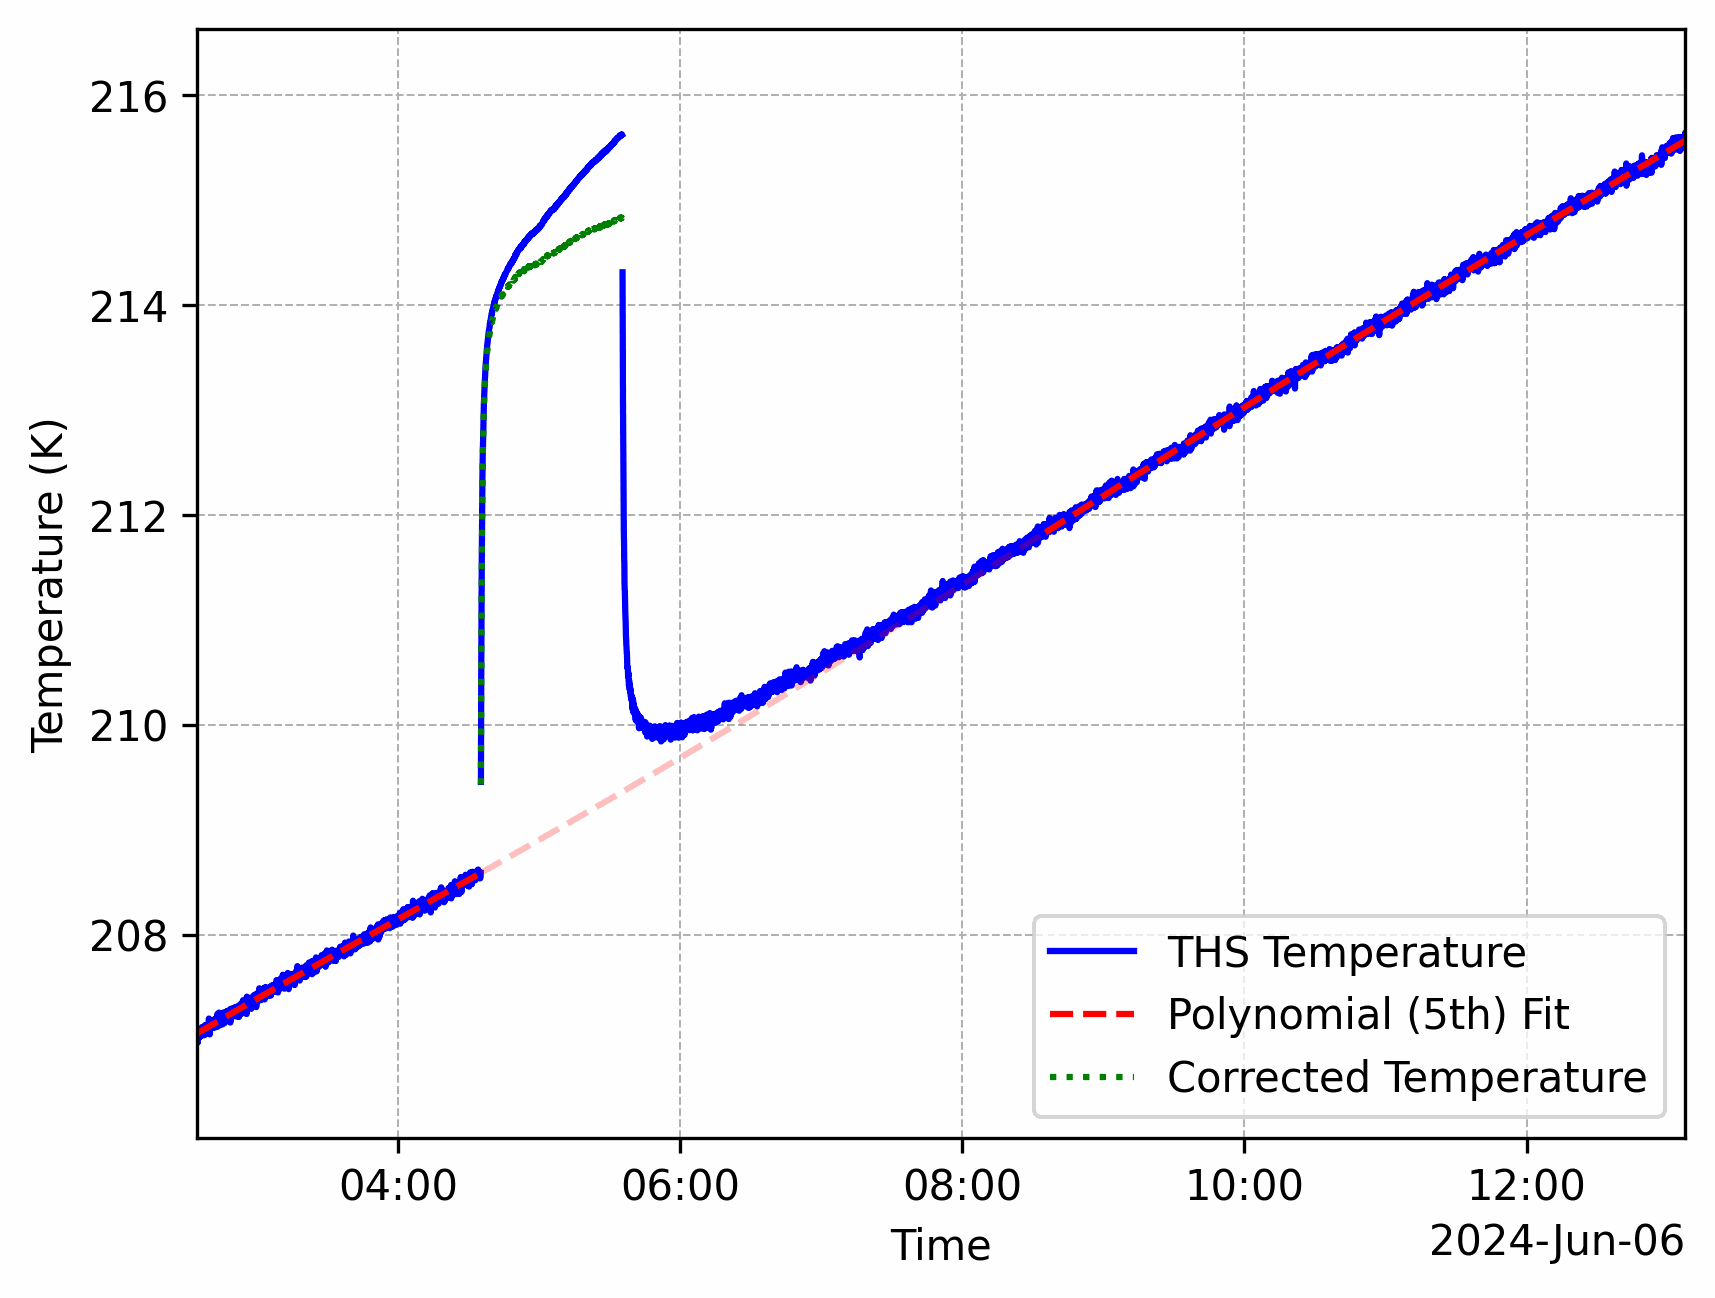 216
214
212
210
208
Temperature (K)
04:00
06:00
08:00
10:00
12:00
Time
2024-Jun-06
THS Temperature
Polynomial (5th) Fit
Corrected Temperature